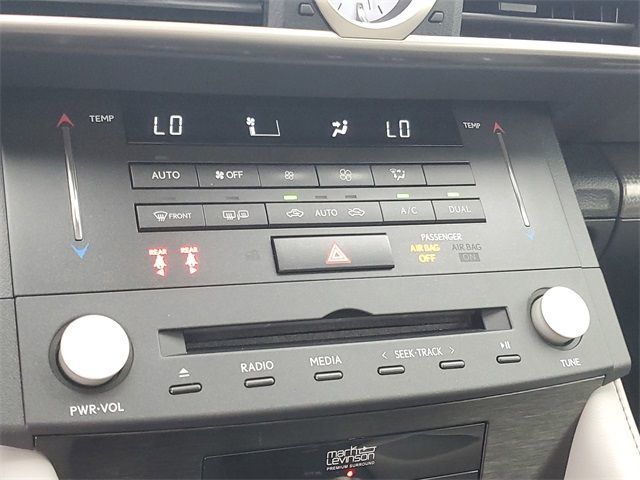 TEMP
LO
LO
TEMP
AUTO
OFF
FRONT
AUTO
A/C
DUAL
REAR
REAR
PASSENGER
AIR BAG
OFF
AIR BAG
ON
PWR•VOL
RADIO
MEDIA
< SEEK•TRACK >
TUNE
mark
Levinson
PREMIUM SURROUND